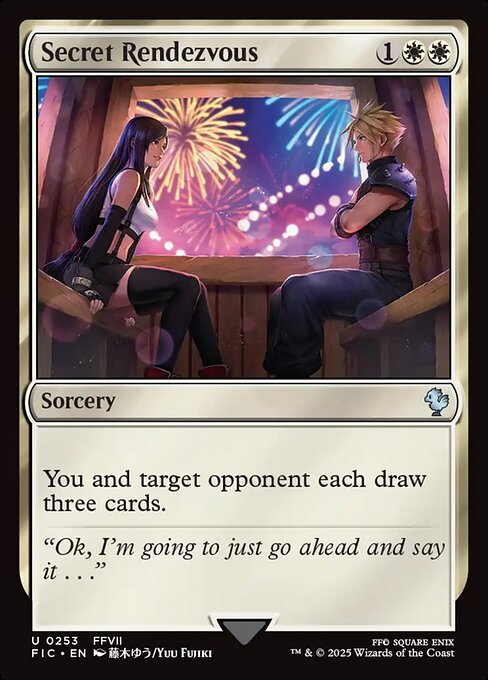 Secret Rendezvous 1
Sorcery
You and target opponent each draw
three cards.
“Ok, I’m going to just go ahead and say
it . . .”
U 0253 FFVII
FIC • EN 藤木ゆう/Yuu Fujiki
FF© SQUARE ENIX
™ & © 2025 Wizards of the Coast